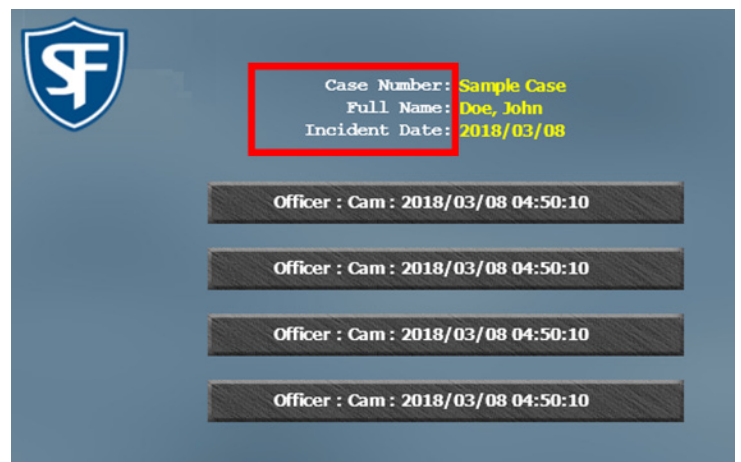 SF
Case Number: Sample Case
Full Name: Doe, John
Incident Date: 2018/03/08
Officer : Cam : 2018/03/08 04:50:10
Officer : Cam : 2018/03/08 04:50:10
Officer : Cam : 2018/03/08 04:50:10
Officer : Cam : 2018/03/08 04:50:10